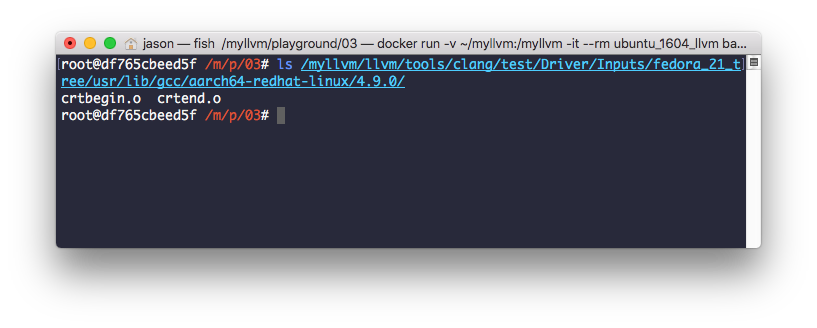 jason — fish /myllvm/playground/03 — docker run -v ~/myllvm:/myllvm -it --rm ubuntu_1604_llvm ba...
[root@df765cbeed5f /m/p/03# ls /myllvm/llvm/tools/clang/test/Driver/Inputs/fedora_21_t]
ree/usr/lib/gcc/aarch64-redhat-linux/4.9.0/
crtbegin.o  crtend.o
root@df765cbeed5f /m/p/03#